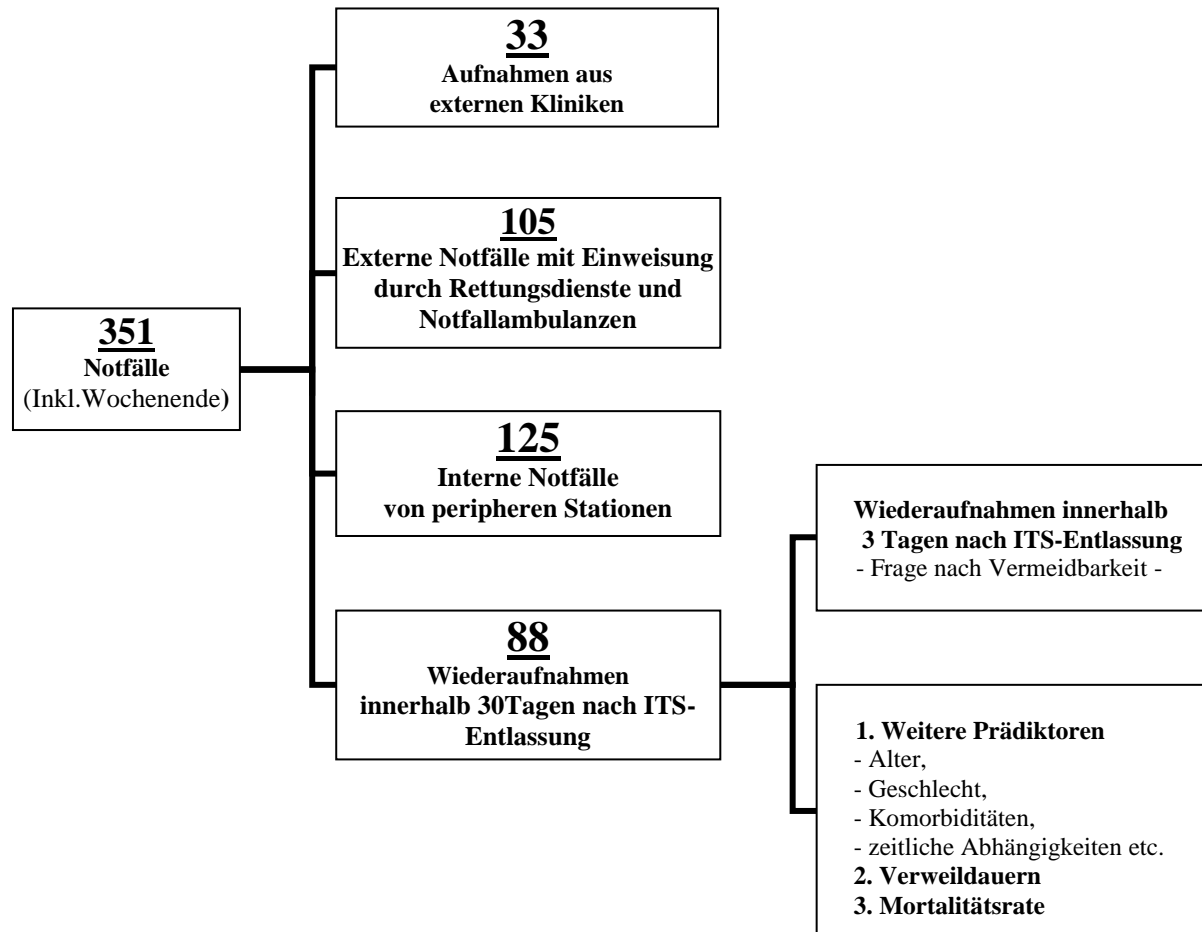 33
Aufnahmen aus
externen Kliniken
105
Externe Notfälle mit Einweisung
durch Rettungsdienste und
Notfallambulanzen
351
Notfälle
(Inkl.Wochenende)
125
Interne Notfälle
von peripheren Stationen
88
Wiederaufnahmen
innerhalb 30Tagen nach ITS-
Entlassung
Wiederaufnahmen innerhalb
3 Tagen nach ITS-Entlassung
- Frage nach Vermeidbarkeit -
1. Weitere Prädiktoren
- Alter,
- Geschlecht,
- Komorbiditäten,
- zeitliche Abhängigkeiten etc.
2. Verweildauern
3. Mortalitätsrate